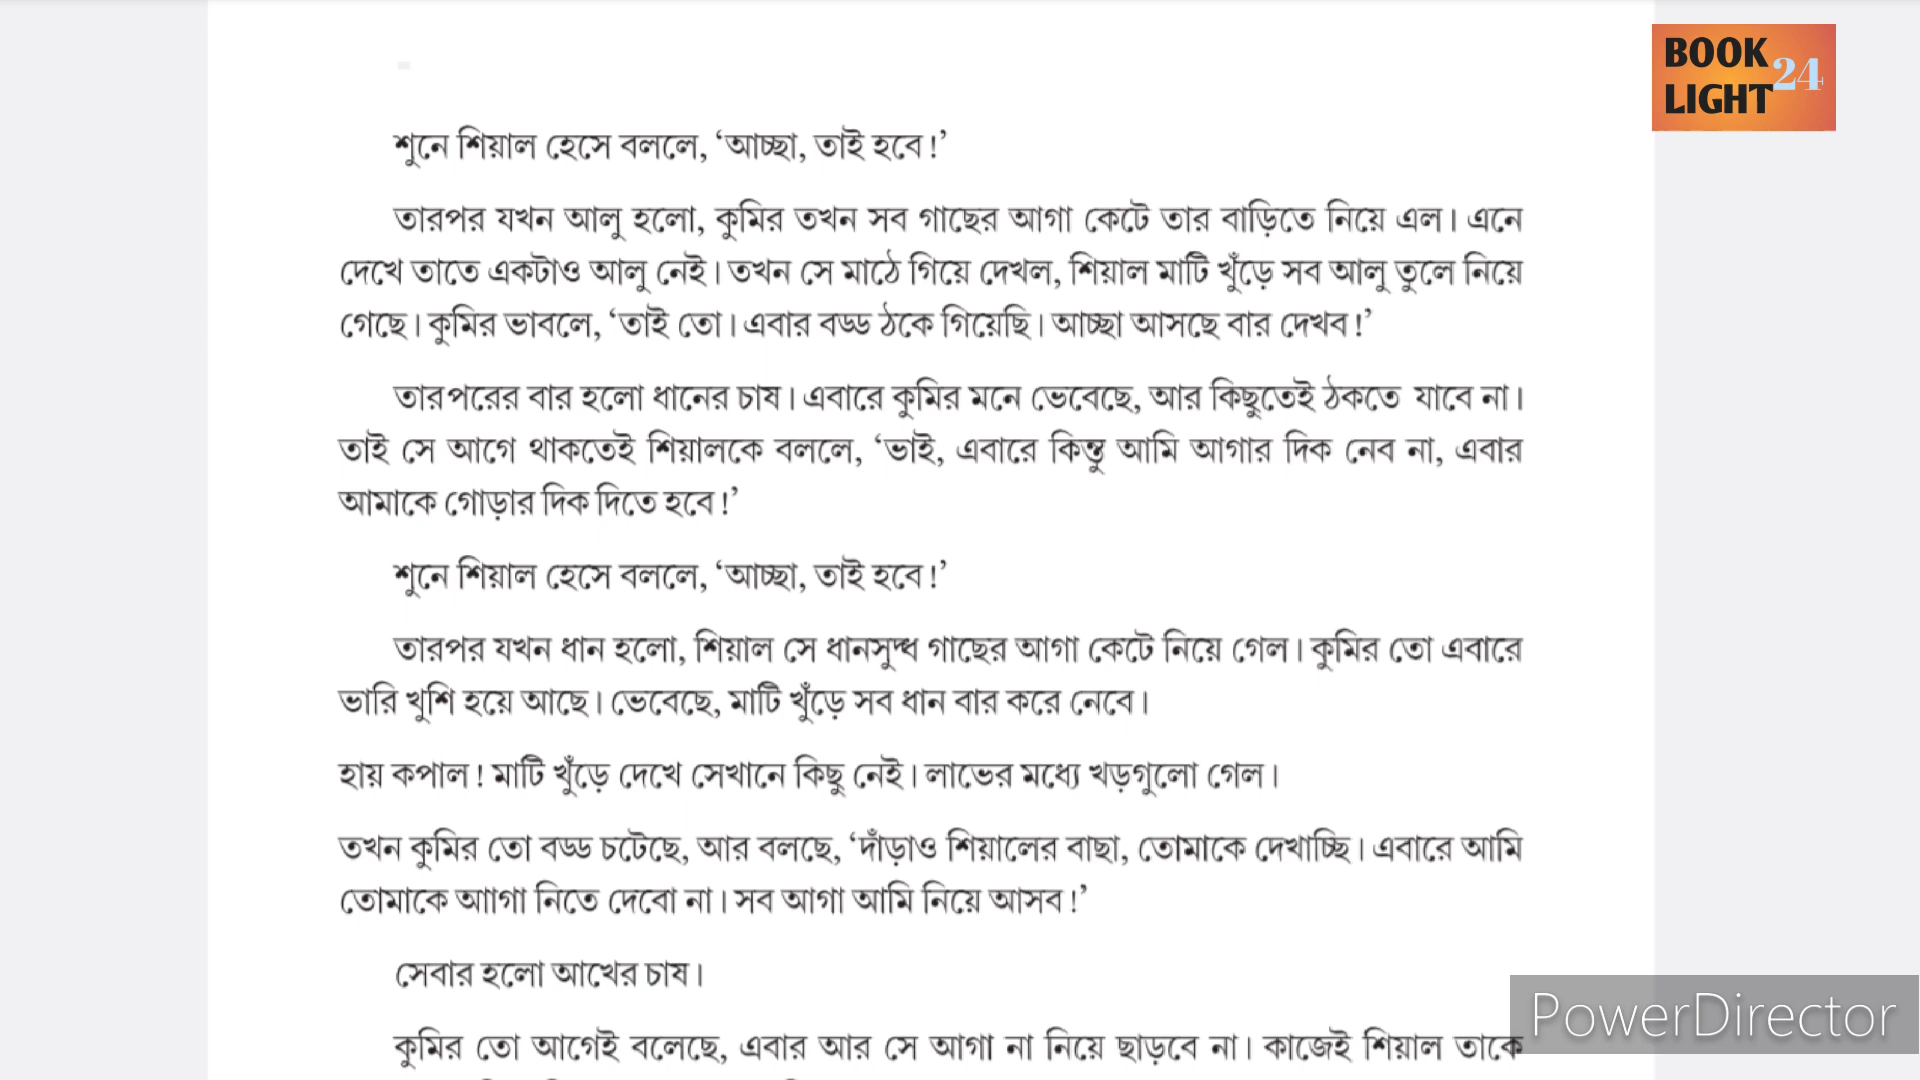 BOOK
LIGHT 24
শুনে শিয়াল হেসে বললে, ‘আচ্ছা, তাই হবে!’
তারপর যখন আলু হলো, কুমির তখন সব গাছের আগা কেটে তার বাড়িতে নিয়ে এল। এনে
দেখে তাতে একটাও আলু নেই। তখন সে মাঠে গিয়ে দেখল, শিয়াল মাটি খুঁড়ে সব আলু তুলে নিয়ে
গেছে। কুমির ভাবলে, ‘তাই তো। এবার বড্ড ঠকে গিয়েছি। আচ্ছা আসছে বার দেখব!’
তারপরের বার হলো ধানের চাষ। এবারে কুমির মনে ভেবেছে, আর কিছুতেই ঠকতে যাবে না।
তাই সে আগে থাকতেই শিয়ালকে বললে, ‘ভাই, এবারে কিন্তু আমি আগার দিক নেব না, এবার
আমাকে গোড়ার দিক দিতে হবে!’
শুনে শিয়াল হেসে বললে, ‘আচ্ছা, তাই হবে!’
তারপর যখন ধান হলো, শিয়াল সে ধানসুদ্ধ গাছের আগা কেটে নিয়ে গেল। কুমির তো এবারে
ভারি খুশি হয়ে আছে। ভেবেছে, মাটি খুঁড়ে সব ধান বার করে নেবে।
হায় কপাল! মাটি খুঁড়ে দেখে সেখানে কিছু নেই। লাভের মধ্যে খড়গুলো গেল।
তখন কুমির তো বড্ড চটেছে, আর বলছে, ‘দাঁড়াও শিয়ালের বাছা, তোমাকে দেখাচ্ছি। এবারে আমি
তোমাকে আাগা নিতে দেবো না। সব আগা আমি নিয়ে আসব!’
সেবার হলো আখের চাষ।
কুমির তো আগেই বলেছে, এবার আর সে আগা না নিয়ে ছাড়বে না। কাজেই শিয়াল তাকে
PowerDirector